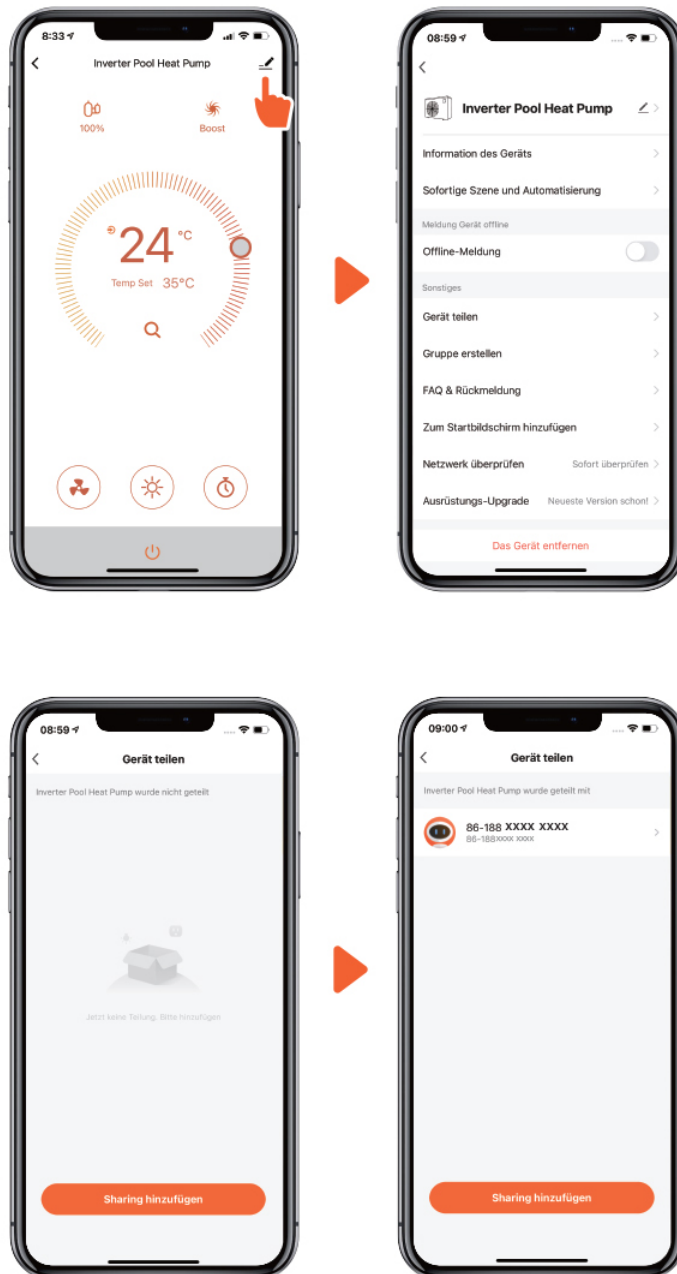 8:33
Inverter Pool Heat Pump
100%
Boost
24 °C
Temp Set 35°C
08:59
Inverter Pool Heat Pump
Information des Geräts
Sofortige Szene und Automatisierung
Meldung Gerät offline
Offline-Meldung
Sonstiges
Gerät teilen
Gruppe erstellen
FAQ & Rückmeldung
Zum Startbildschirm hinzufügen
Netzwerk überprüfen Sofort überprüfen
Ausrüstungs-Upgrade Neueste Version schon!
Das Gerät entfernen
08:59
Gerät teilen
Inverter Pool Heat Pump wurde nicht geteilt
Jetzt keine Teilung. Bitte hinzufügen
Sharing hinzufügen
09:00
Gerät teilen
Inverter Pool Heat Pump wurde geteilt mit
86-188 XXXX XXXX
86-188xxxx xxxx
Sharing hinzufügen